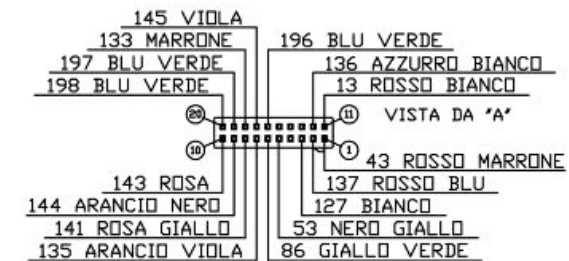 145 VIOLA
133 MARRONE
196 BLU VERDE
197 BLU VERDE
136 AZZURRO BIANCO
198 BLU VERDE
13 ROSSO BIANCO
20
11
VISTA DA "A"
10
1
43 ROSSO MARRONE
143 ROSA
137 ROSSO BLU
144 ARANCIO NERO
127 BIANCO
141 ROSA GIALLO
53 NERO GIALLO
135 ARANCIO VIOLA
86 GIALLO VERDE